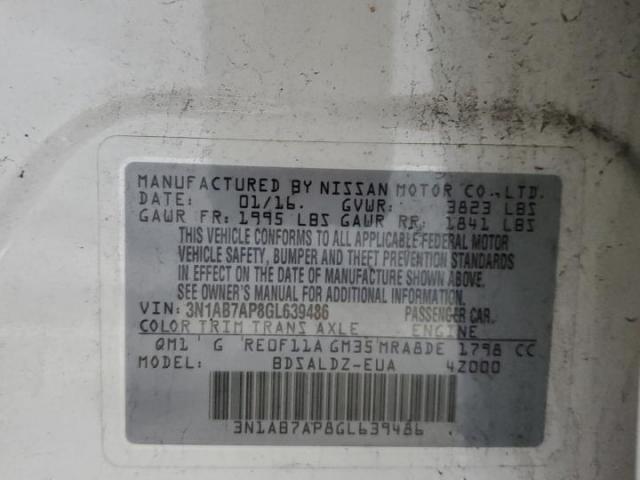 MANUFACTURED BY NISSAN MOTOR CO.,LTD.
DATE: 01/16. GVWR: 3823 LBS
GAWR FR: 1995 LBS GAWR RR: 1841 LBS
THIS VEHICLE CONFORMS TO ALL APPLICABLE FEDERAL MOTOR
VEHICLE SAFETY, BUMPER AND THEFT PREVENTION STANDARDS
IN EFFECT ON THE DATE OF MANUFACTURE SHOWN ABOVE.
SEE OWNER'S MANUAL FOR ADDITIONAL INFORMATION.
VIN: 3N1AB7AP8GL639486 PASSENGER CAR.
COLOR TRIM TRANS AXLE ENGINE
QM1 G RE0F11A GM35 MRA8DE 1798 CC
MODEL: BDSALDZ-EUA 4Z000
3N1AB7AP8GL639486